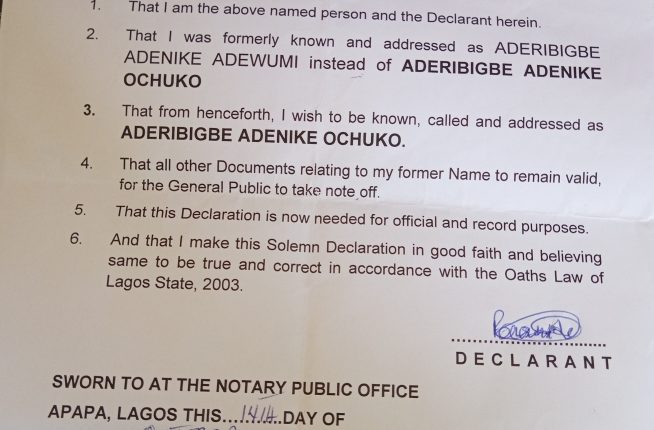 1. That I am the above named person and the Declarant herein.
2. That I was formerly known and addressed as ADERIBIGBE
ADENIKE ADEWUMI instead of ADERIBIGBE ADENIKE
OCHUKO
3. That from henceforth, I wish to be known, called and addressed as
ADERIBIGBE ADENIKE OCHUKO.
4. That all other Documents relating to my former Name to remain valid,
for the General Public to take note off.
5. That this Declaration is now needed for official and record purposes.
6. And that I make this Solemn Declaration in good faith and believing
same to be true and correct in accordance with the Oaths Law of
Lagos State, 2003.
DECLARANT
SWORN TO AT THE NOTARY PUBLIC OFFICE
APAPA, LAGOS THIS....14th..DAY OF